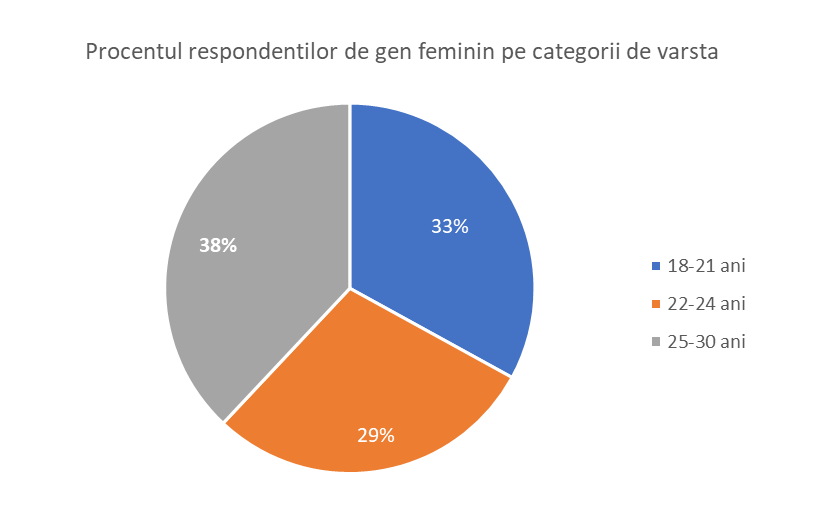 Procentul respondentilor de gen feminin pe categorii de varsta
33%
38%
29%
18-21 ani
22-24 ani
25-30 ani